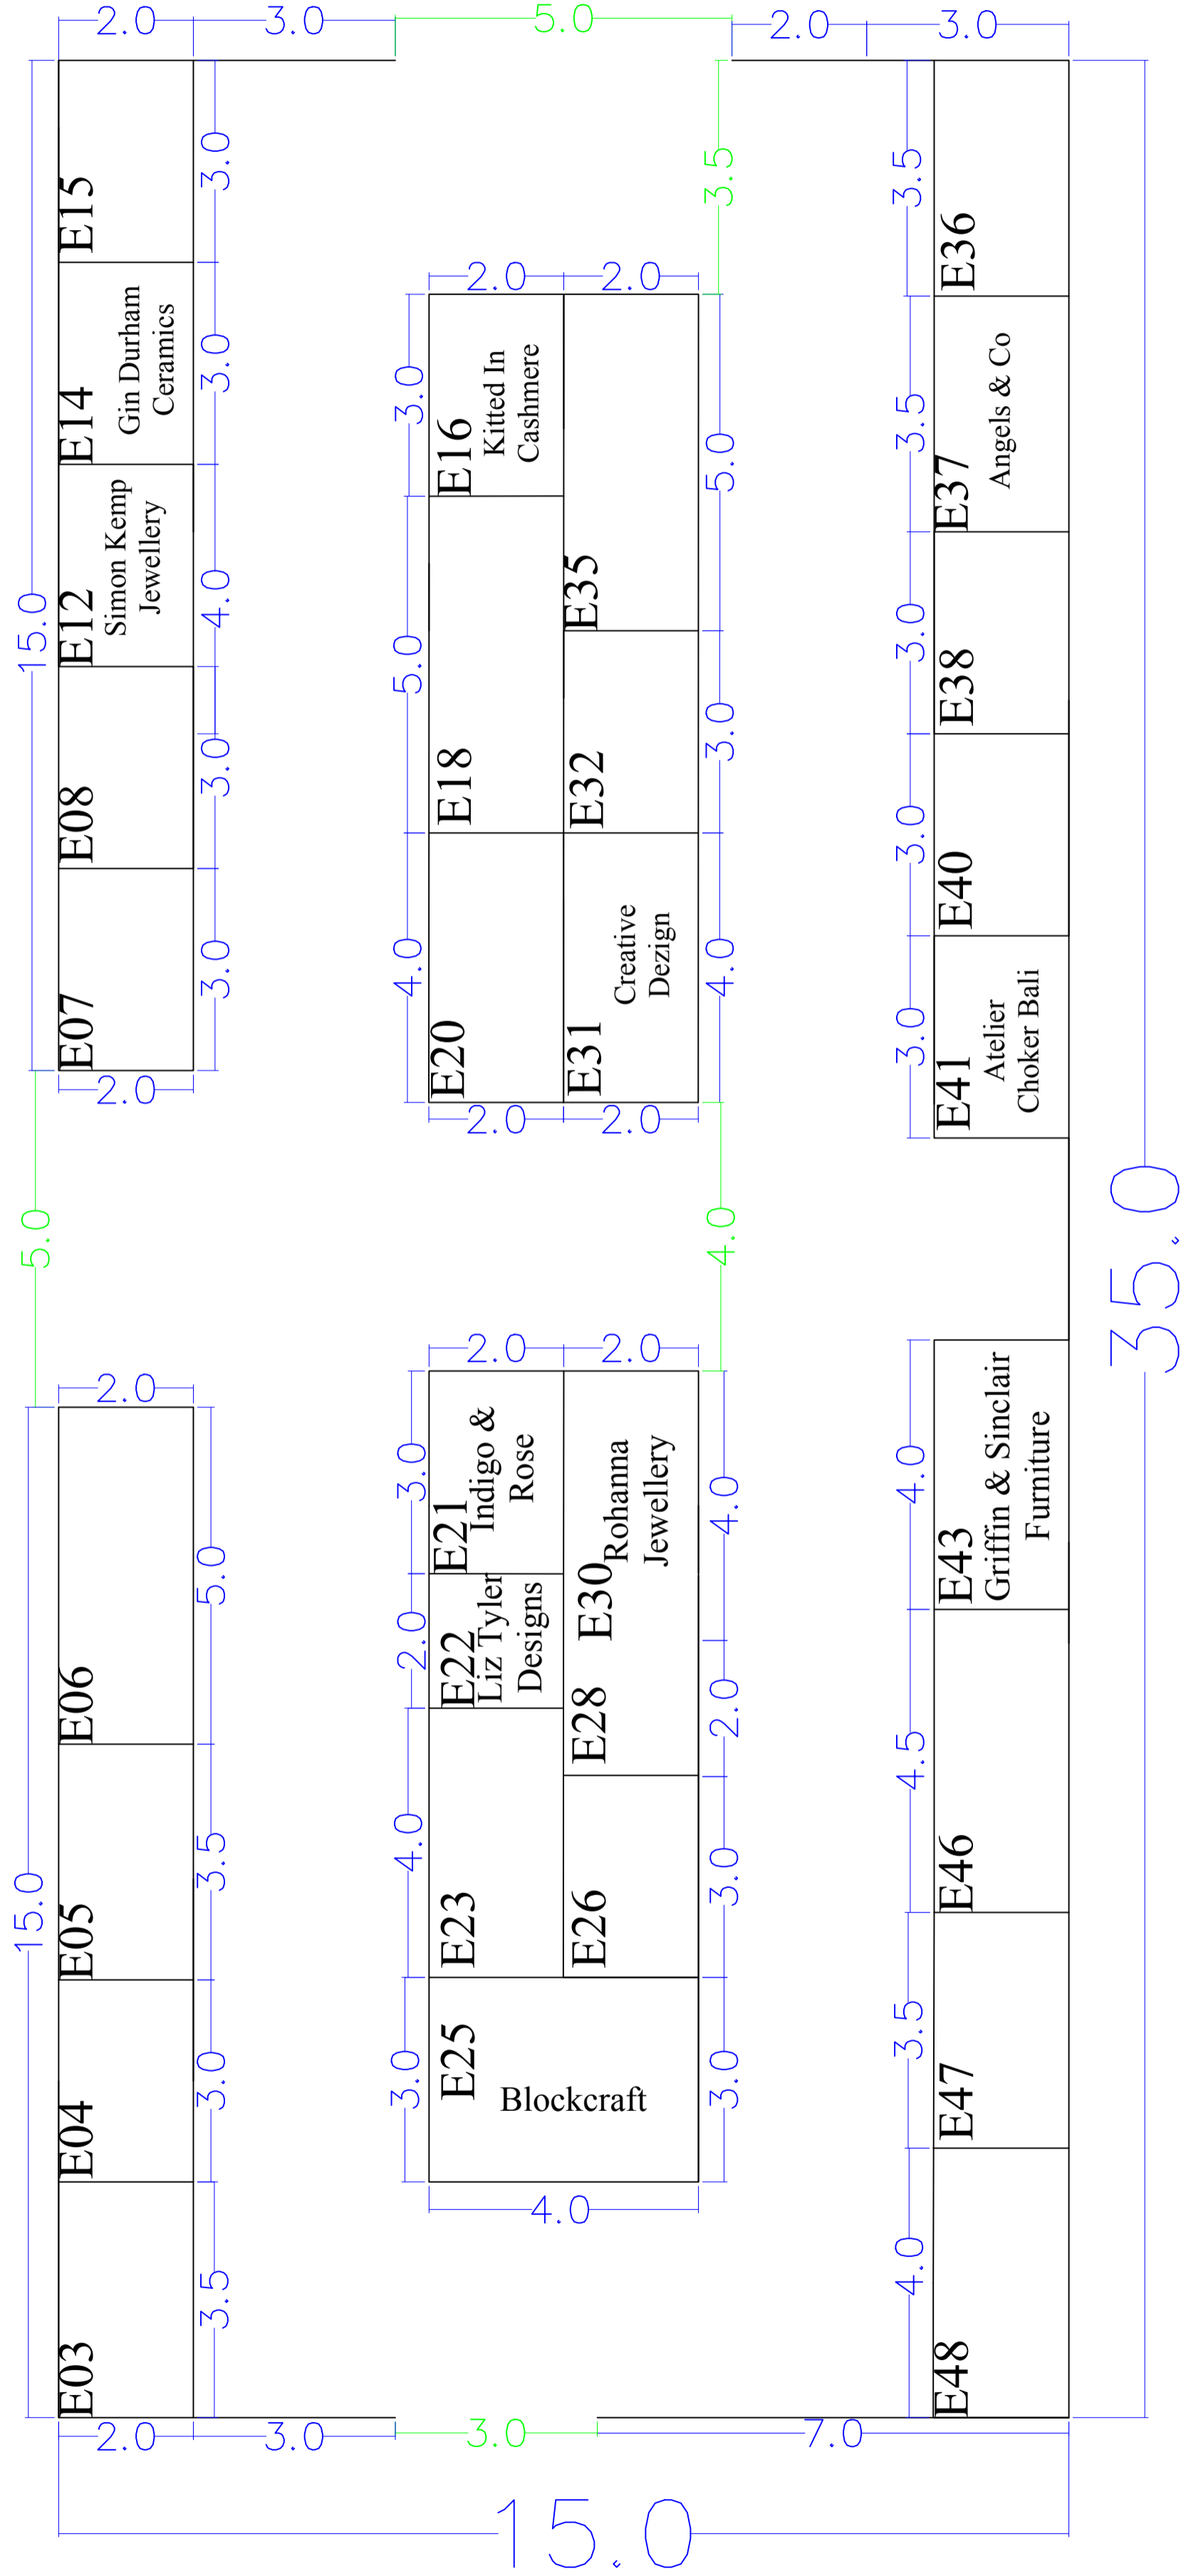 2.0
3.0
5.0
2.0
3.0
15.0
E15
3.0
E14
Gin Durham
Ceramics
3.0
E12
Simon Kemp
Jewellery
4.0
E08
3.0
E07
3.0
2.0
5.0
3.5
2.0
2.0
3.0
E16
Kitted In
Cashmere
5.0
E18
E35
5.0
E32
3.0
4.0
E20
E31
Creative
Dezign
4.0
2.0
2.0
4.0
3.5
E36
3.5
E37
Angels & Co
3.0
E38
3.0
E40
3.0
E41
Atelier
Choker Bali
35.0
2.0
15.0
E06
5.0
E05
3.5
E04
3.0
E03
3.5
2.0
2.0
3.0
E21
Indigo &
Rose
2.0
E22
Liz Tyler
Designs
E30
Rohanna
Jewellery
4.0
E28
2.0
4.0
E23
E26
3.0
3.0
E25
Blockcraft
3.0
4.0
4.0
E43
Griffin & Sinclair
Furniture
4.5
E46
3.5
E47
4.0
E48
2.0
3.0
3.0
7.0
15.0